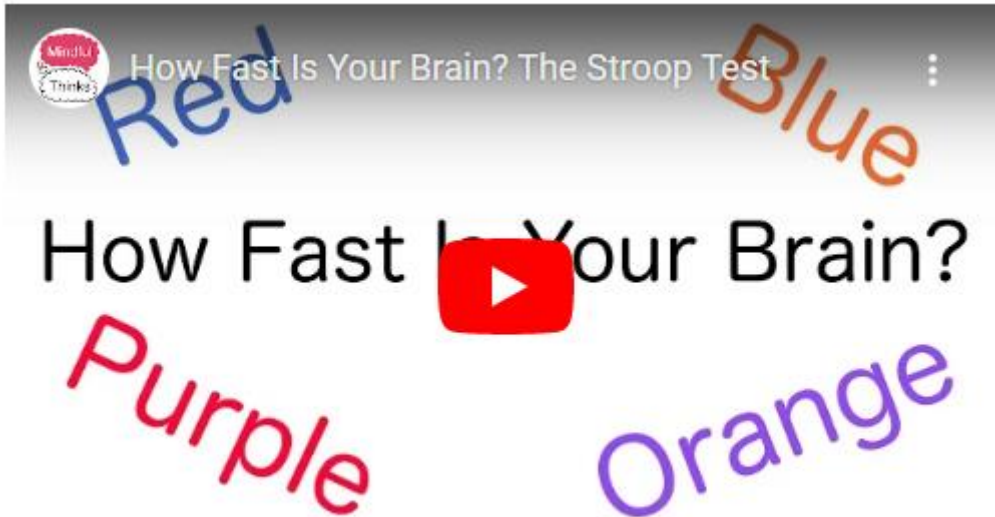 Mindful
Thinks
How Fast Is Your Brain? The Stroop Test
Red
Blue
How Fast Is Your Brain?
Purple
Orange